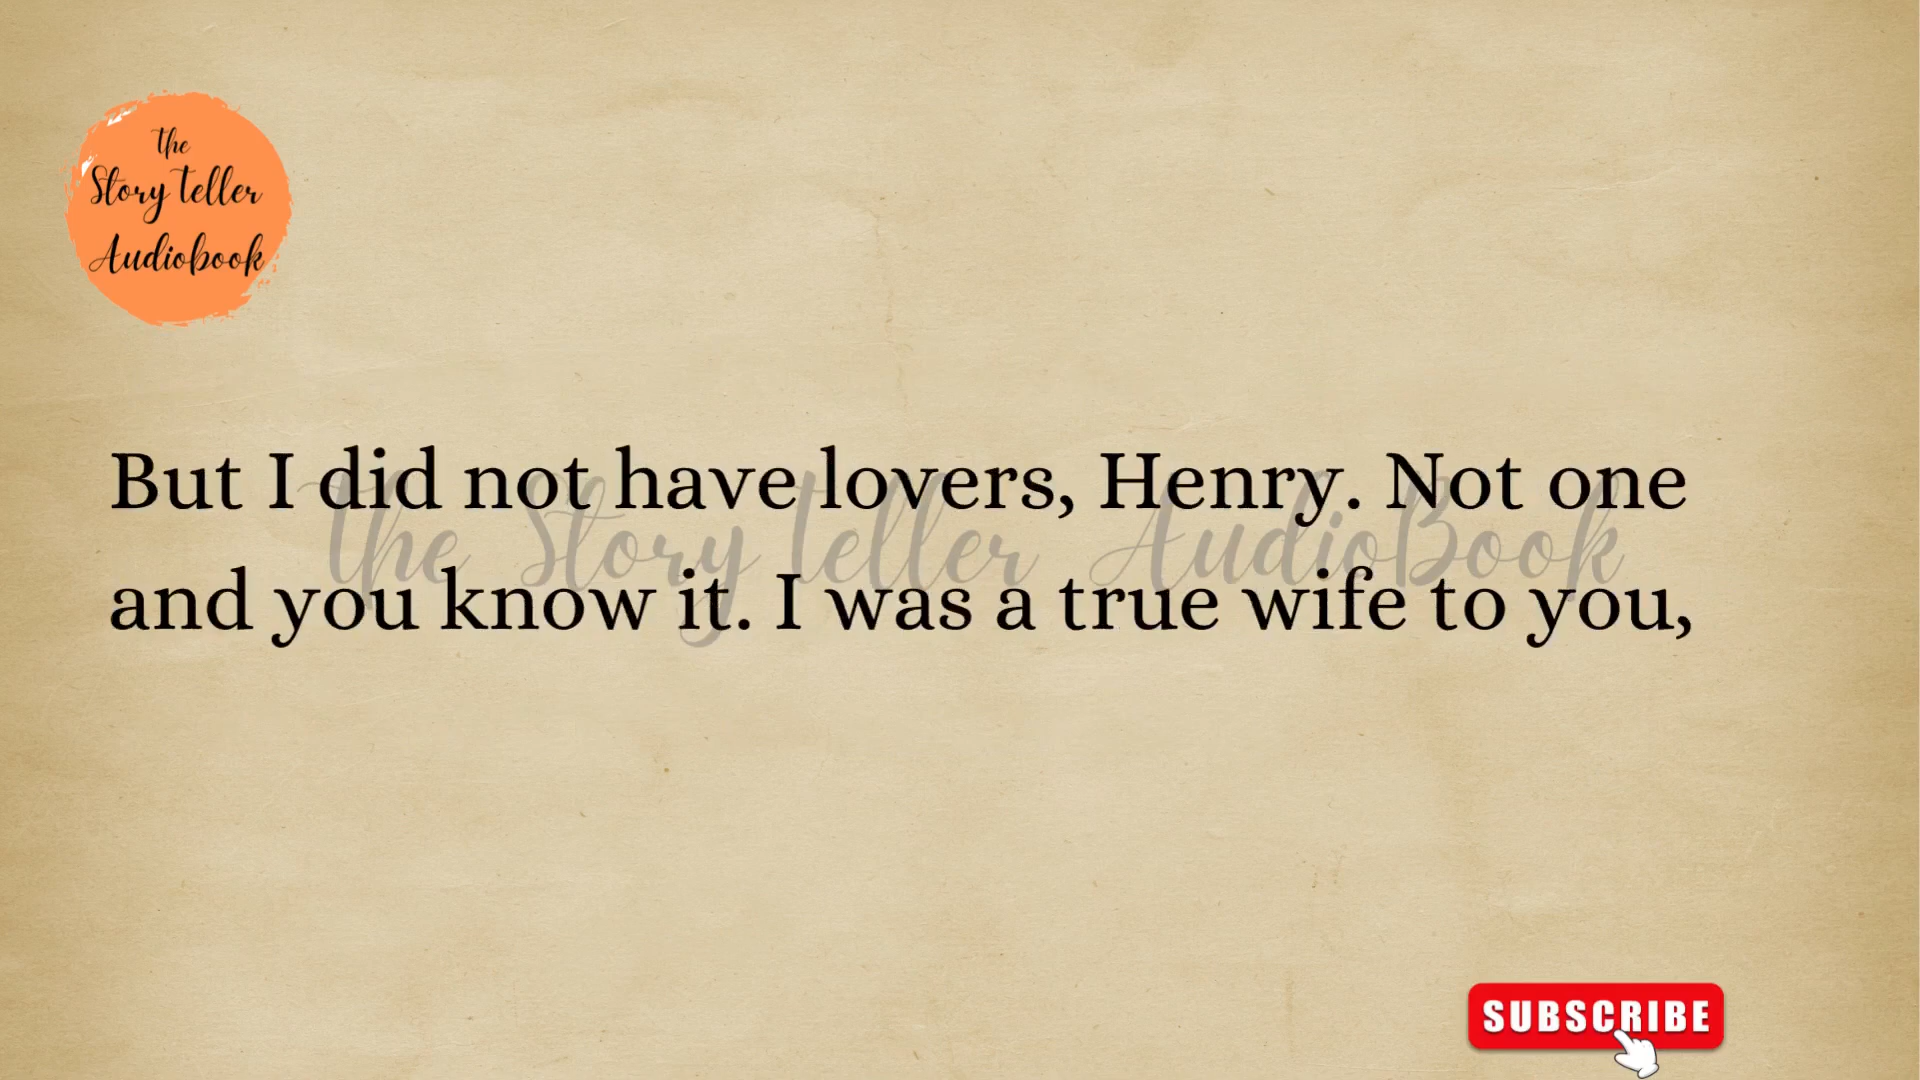 the
Story Teller
Audiobook
But I did not have lovers, Henry. Not one
and you know it. I was a true wife to you,
the Story Teller AudioBook
SUBSCRIBE